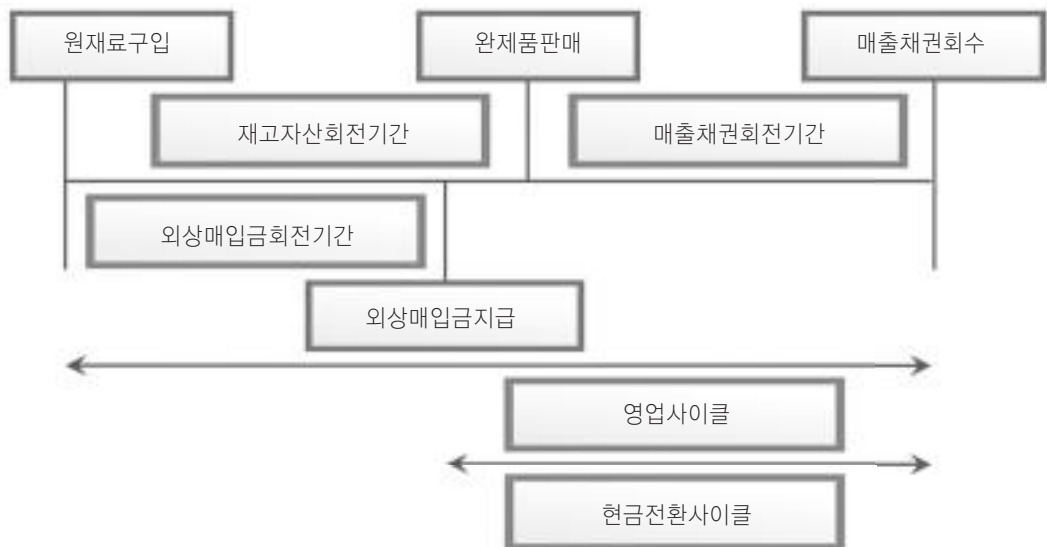 원재료구입
완제품판매
매출채권회수
재고자산회전기간
매출채권회전기간
외상매입금회전기간
외상매입금지급
영업사이클
현금전환사이클